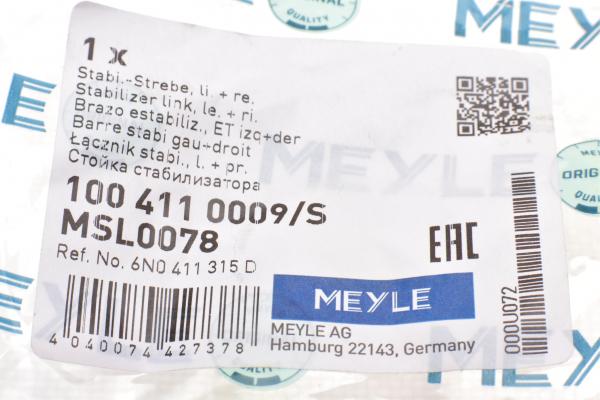 ORIGINAL
QUALITY
MEYLE
1 x
Stabi.-Strebe, li. + re.
Stabilizer link, le. + ri.
Brazo estabiliz., ET izq+der
Barre stabi gau+droit
Łącznik stabi., l. + pr.
Стойка стабилизатора
100 411 0009/S
MSL0078
Ref. No. 6N0 411 315 D
4 040074 427378
EAC
MEYLE
MEYLE AG
Hamburg 22143, Germany
000U072
MEYLE